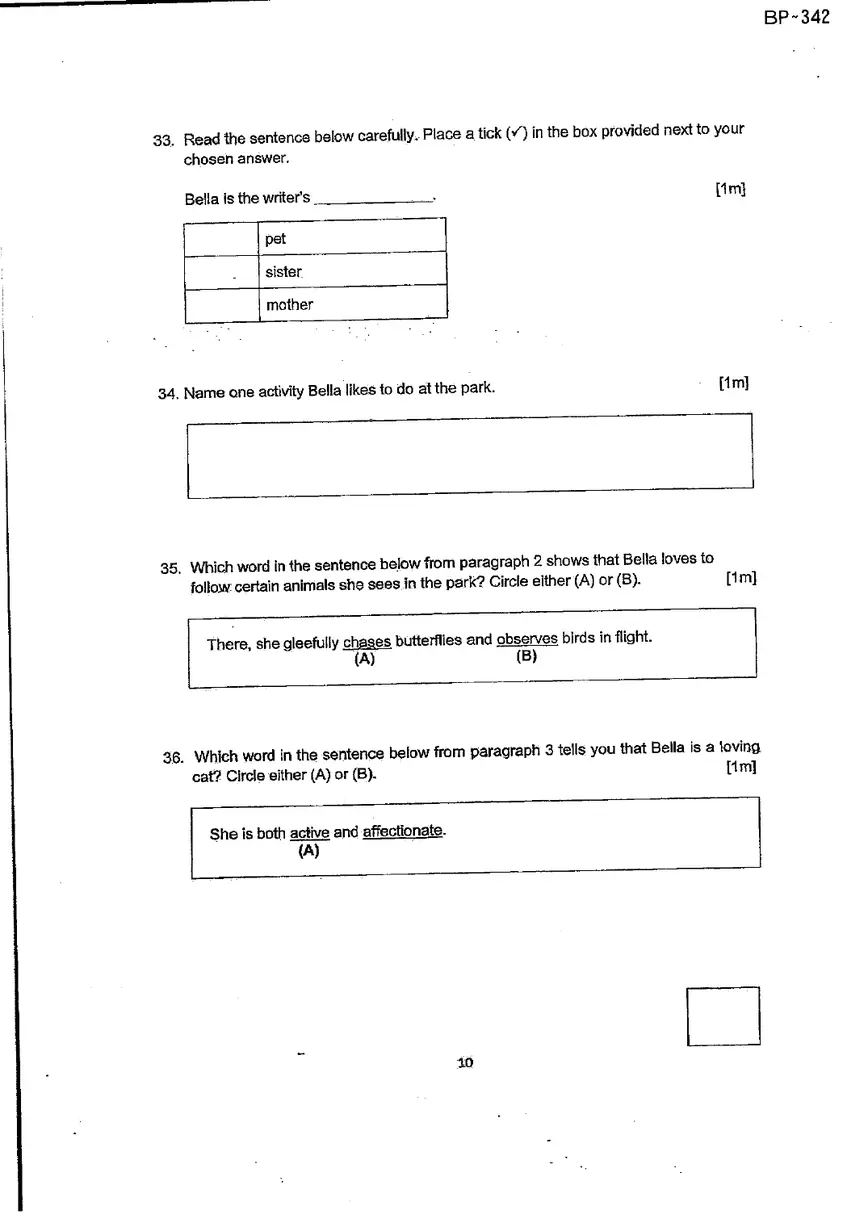 BP-342
33. Read the sentence below carefully. Place a tick (✓) in the box provided next to your
chosen answer.
Bella is the writer's ______________.
[1m]
pet
sister
mother
34. Name one activity Bella likes to do at the park.
[1m]
35. Which word in the sentence below from paragraph 2 shows that Bella loves to
follow certain animals she sees in the park? Circle either (A) or (B).
[1m]
There, she gleefully chases butterflies and observes birds in flight.
(A) (B)
36. Which word in the sentence below from paragraph 3 tells you that Bella is a loving
cat? Circle either (A) or (B).
[1m]
She is both active and affectionate.
(A)
10